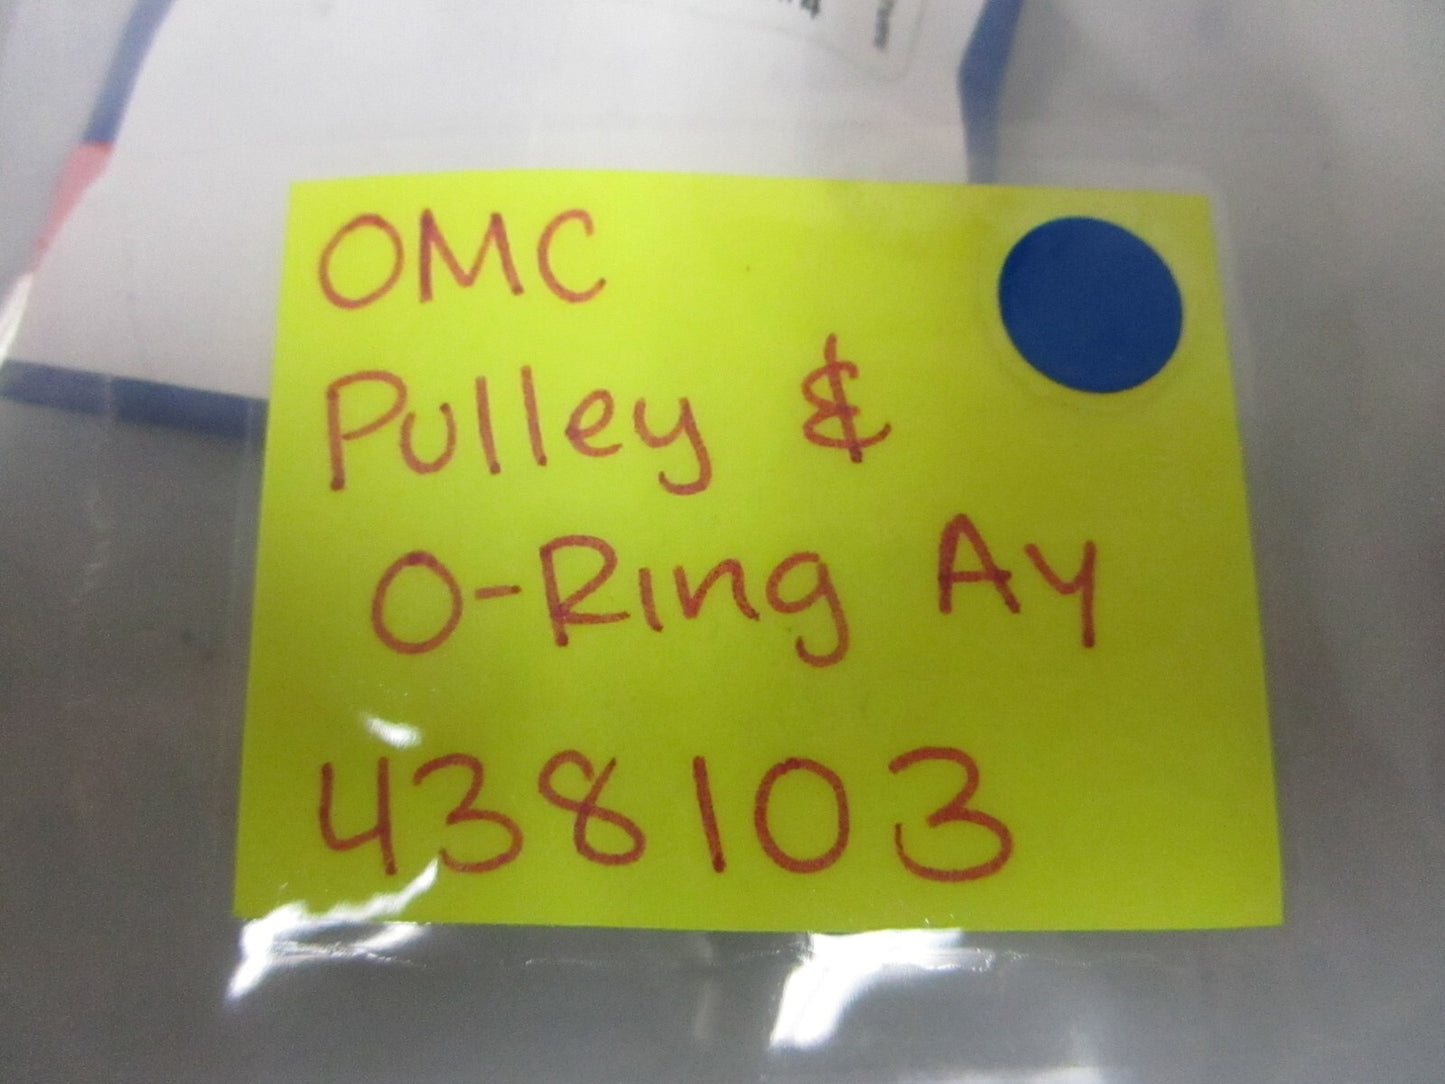 OMC
Pulley &
O-Ring Ay
438103